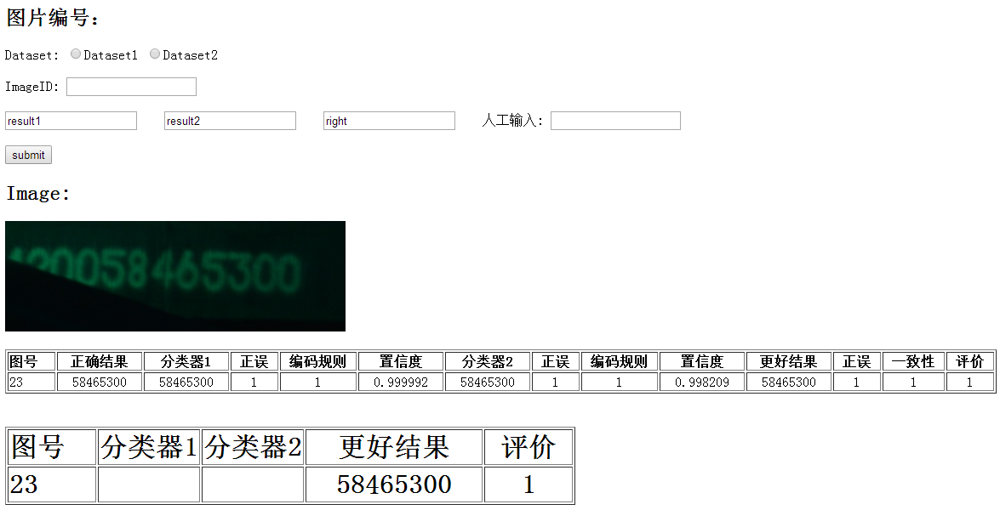 图片编号:
Dataset: Dataset1 Dataset2
ImageID:
result1 result2 right 人工输入:
submit
Image:
20058465300
图号 正确结果 分类器1 正误 编码规则 置信度 分类器2 正误 编码规则 置信度 更好结果 正误 一致性 评价
23 58465300 58465300 1 1 0.999992 58465300 1 1 0.998209 58465300 1 1 1
图号 分类器1 分类器2 更好结果 评价
23 58465300 1